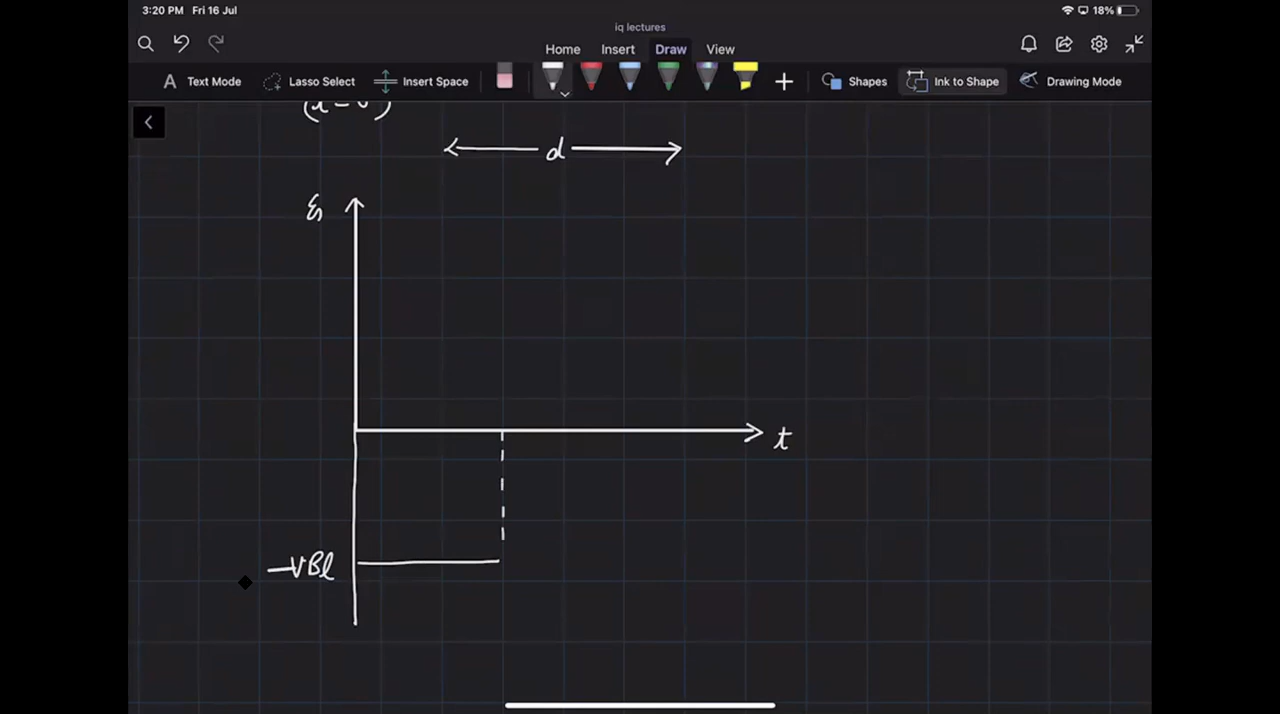 3:20 PM Fri 16 Jul
18%
iq lectures
Home Insert Draw View
Text Mode Lasso Select Insert Space Shapes Ink to Shape Drawing Mode
d
ε
t
-VBl